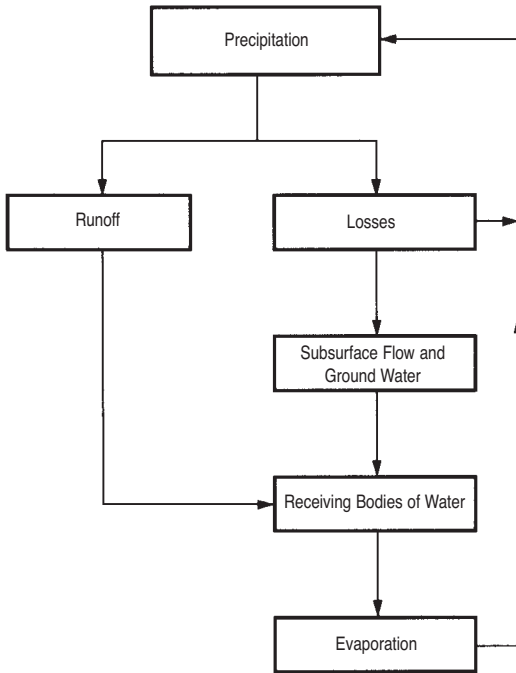 Precipitation
Runoff
Losses
Subsurface Flow and
Ground Water
Receiving Bodies of Water
Evaporation